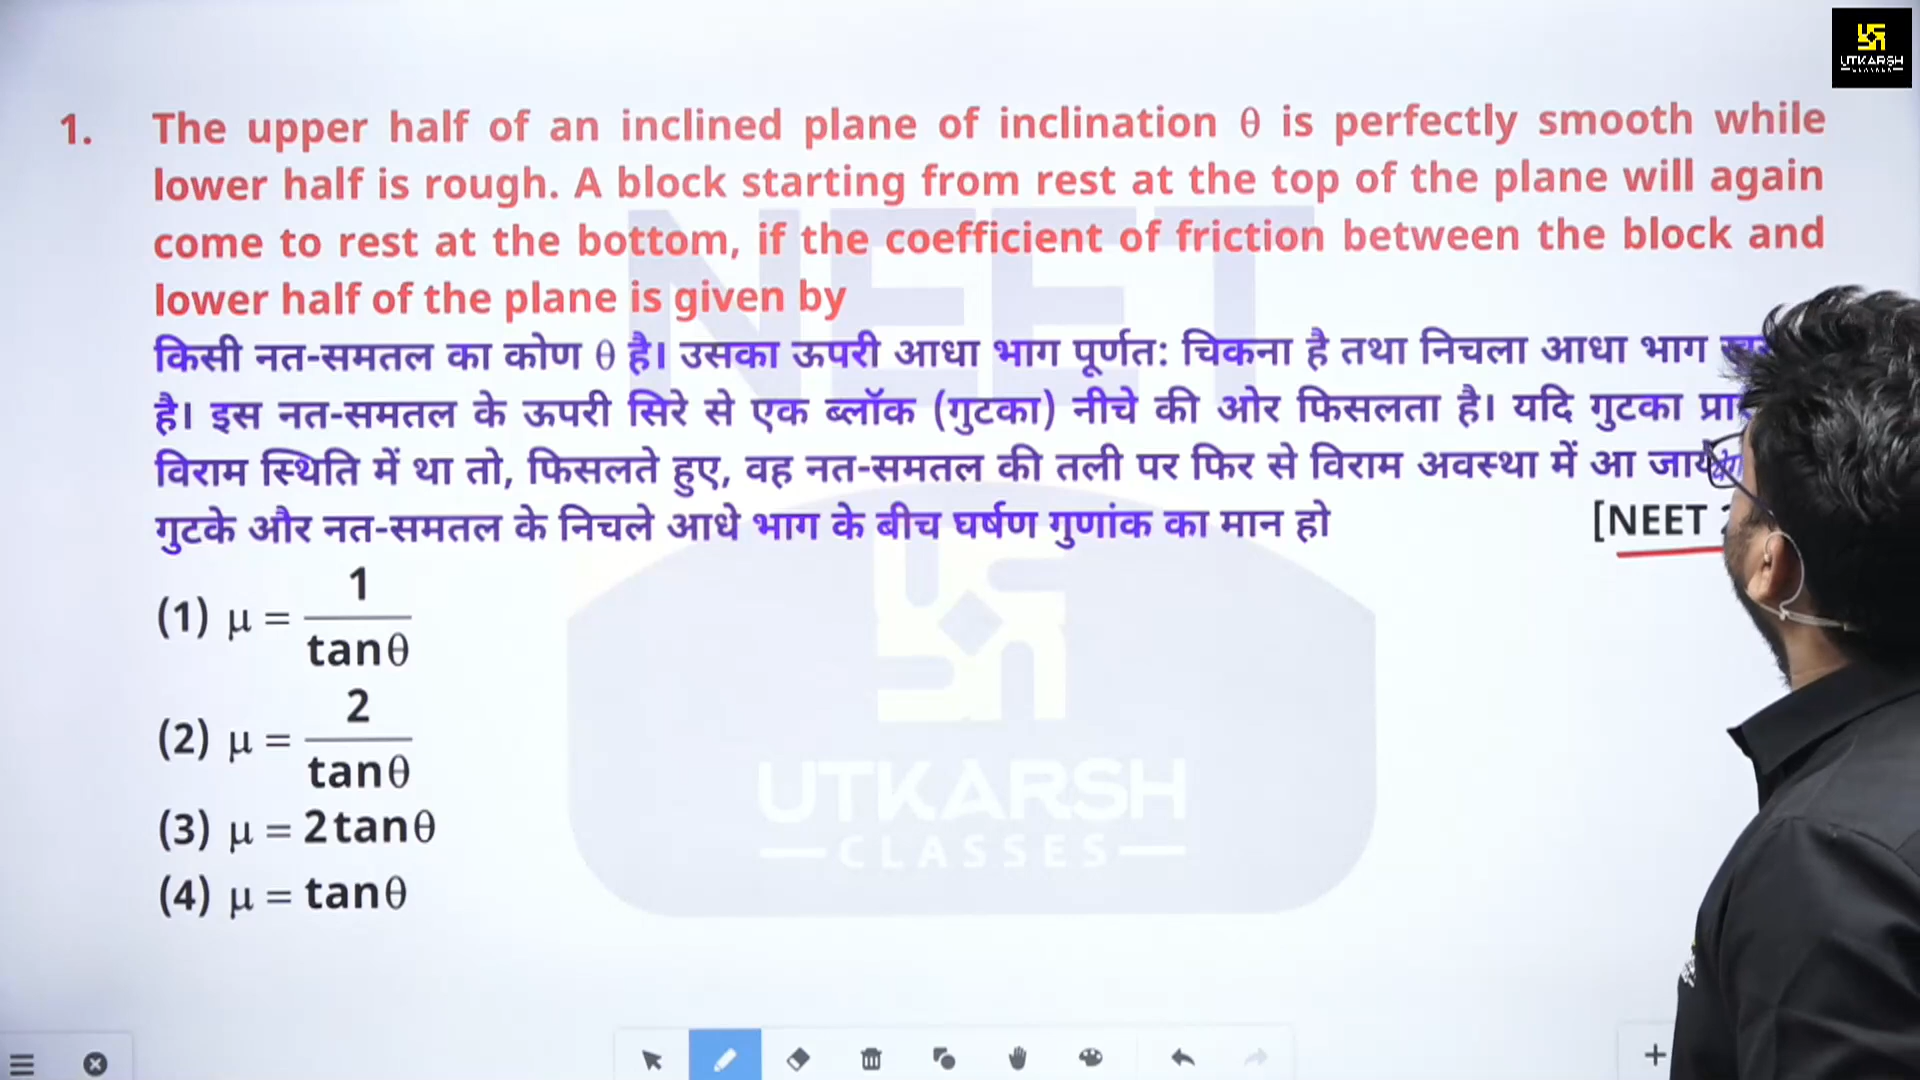 UTKARSH
CLASSES
1. The upper half of an inclined plane of inclination θ is perfectly smooth while
lower half is rough. A block starting from rest at the top of the plane will again
come to rest at the bottom, if the coefficient of friction between the block and
lower half of the plane is given by
किसी नत-समतल का कोण θ है। उसका ऊपरी आधा भाग पूर्णत: चिकना है तथा निचला आधा भाग
है। इस नत-समतल के ऊपरी सिरे से एक ब्लॉक (गुटका) नीचे की ओर फिसलता है। यदि गुटका
विराम स्थिति में था तो, फिसलते हुए, वह नत-समतल की तली पर फिर से विराम अवस्था में आ
गुटके और नत-समतल के निचले आधे भाग के बीच घर्षण गुणांक का मान हो
[NEET
(1) μ = 1/tanθ
(2) μ = 2/tanθ
(3) μ = 2tanθ
(4) μ = tanθ
NEET
UTKARSH
CLASSES